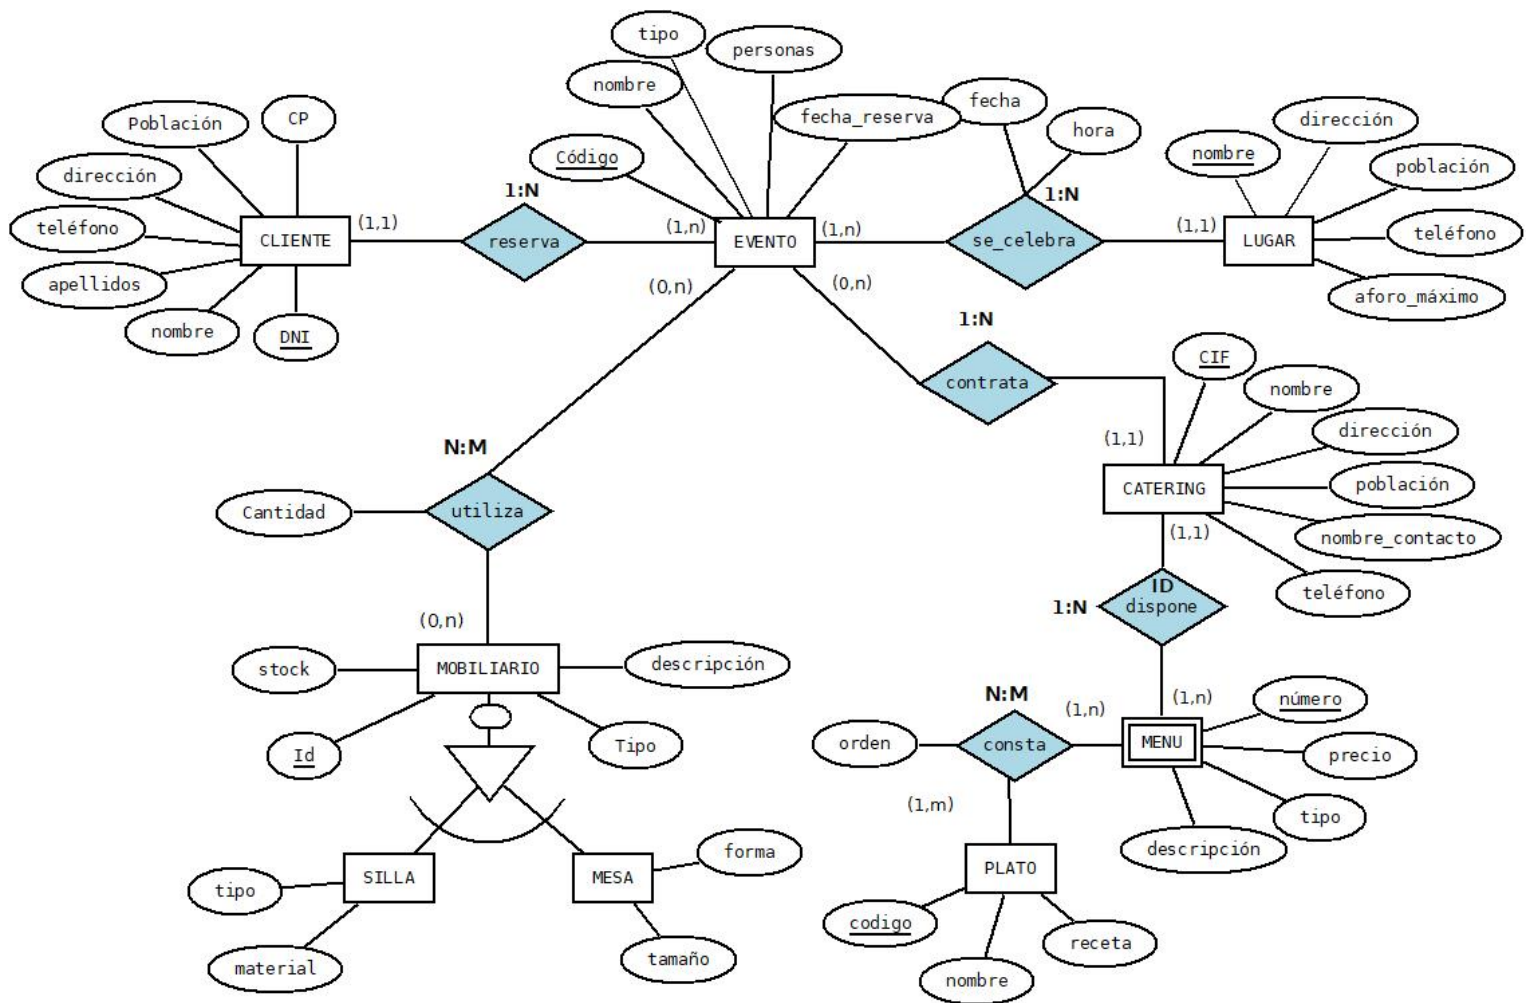 tipo
personas
nombre
fecha
fecha_reserva
hora
CP
Población
dirección
Código
nombre
población
dirección
1:N
1:N
teléfono
CLIENTE
(1,1)
reserva
(1,n)
EVENTO
(1,n)
se_celebra
(1,1)
LUGAR
teléfono
apellidos
(0,n)
(0,n)
aforo_máximo
nombre
DNI
1:N
CIF
contrata
nombre
dirección
(1,1)
N:M
CATERING
población
Cantidad
utiliza
(1,1)
nombre_contacto
ID
dispone
1:N
teléfono
(0,n)
stock
MOBILIARIO
descripción
N:M
(1,n)
(1,n)
número
Id
Tipo
orden
consta
MENU
precio
(1,m)
tipo
forma
descripción
tipo
SILLA
MESA
PLATO
codigo
receta
material
tamaño
nombre